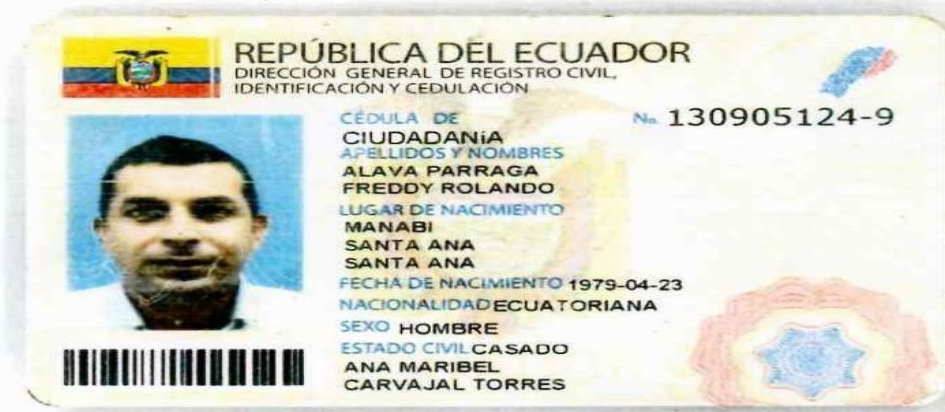 REPÚBLICA DEL ECUADOR
DIRECCIÓN GENERAL DE REGISTRO CIVIL,
IDENTIFICACIÓN Y CEDULACIÓN
CÉDULA DE No. 130905124-9
CIUDADANíA
APELLIDOS Y NOMBRES
ALAVA PARRAGA
FREDDY ROLANDO
LUGAR DE NACIMIENTO
MANABI
SANTA ANA
SANTA ANA
FECHA DE NACIMIENTO 1979-04-23
NACIONALIDAD ECUATORIANA
SEXO HOMBRE
ESTADO CIVIL CASADO
ANA MARIBEL
CARVAJAL TORRES